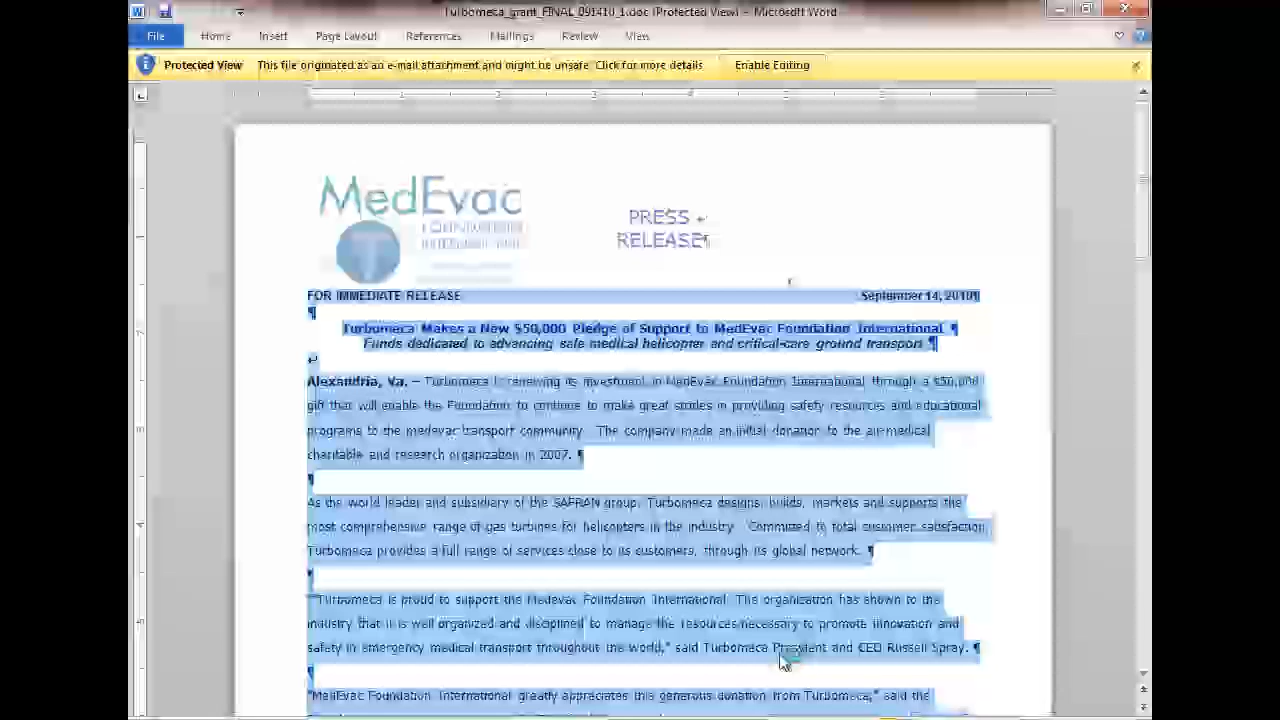 Turbomeca_grant_FINAL_091410_1.doc (Protected View) - Microsoft Word
File Home Insert Page Layout References Mailings Review View
Protected View This file originated as an e-mail attachment and might be unsafe. Click for more details Enable Editing
MedEvac
FOUNDATION
INTERNATIONAL
PRESS
RELEASE
FOR IMMEDIATE RELEASE September 14, 2010
Turbomeca Makes a New $50,000 Pledge of Support to MedEvac Foundation International
Funds dedicated to advancing safe medical helicopter and critical-care ground transport
Alexandria, Va. – Turbomeca is renewing its investment in MedEvac Foundation International through a $50,000
gift that will enable the Foundation to continue to make great strides in providing safety resources and educational
programs to the medevac transport community. The company made an initial donation to the air-medical
charitable and research organization in 2007.
As the world leader and subsidiary of the SAFRAN group, Turbomeca designs, builds, markets and supports the
most comprehensive range of gas turbines for helicopters in the industry. Committed to total customer satisfaction,
Turbomeca provides a full range of services close to its customers, through its global network.
"Turbomeca is proud to support the Medevac Foundation International. The organization has shown to the
industry that it is well organized and disciplined to manage the resources necessary to promote innovation and
safety in emergency medical transport throughout the world," said Turbomeca President and CEO Russell Spray.
"MedEvac Foundation International greatly appreciates this generous donation from Turbomeca," said the